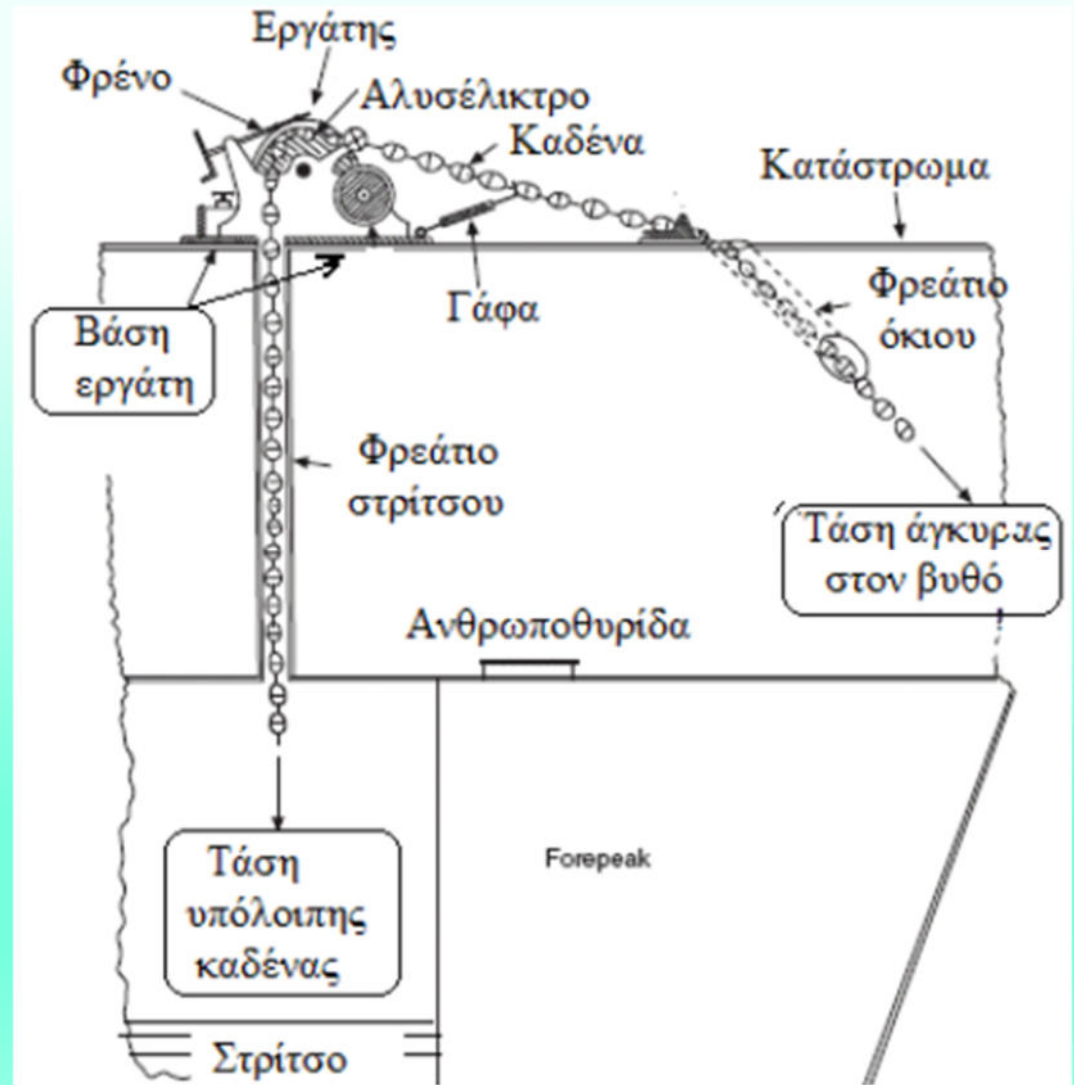 Εργάτης
Φρένο
Αλυσέλικτρο
Καδένα
Κατάστρωμα
Φρεάτιο
όκιου
Γάφα
Βάση
εργάτη
Φρεάτιο
στρίτσου
Τάση άγκυρας
στον βυθό
Ανθρωποθυρίδα
Τάση
υπόλοιπης
καδένας
Forepeak
Στρίτσο